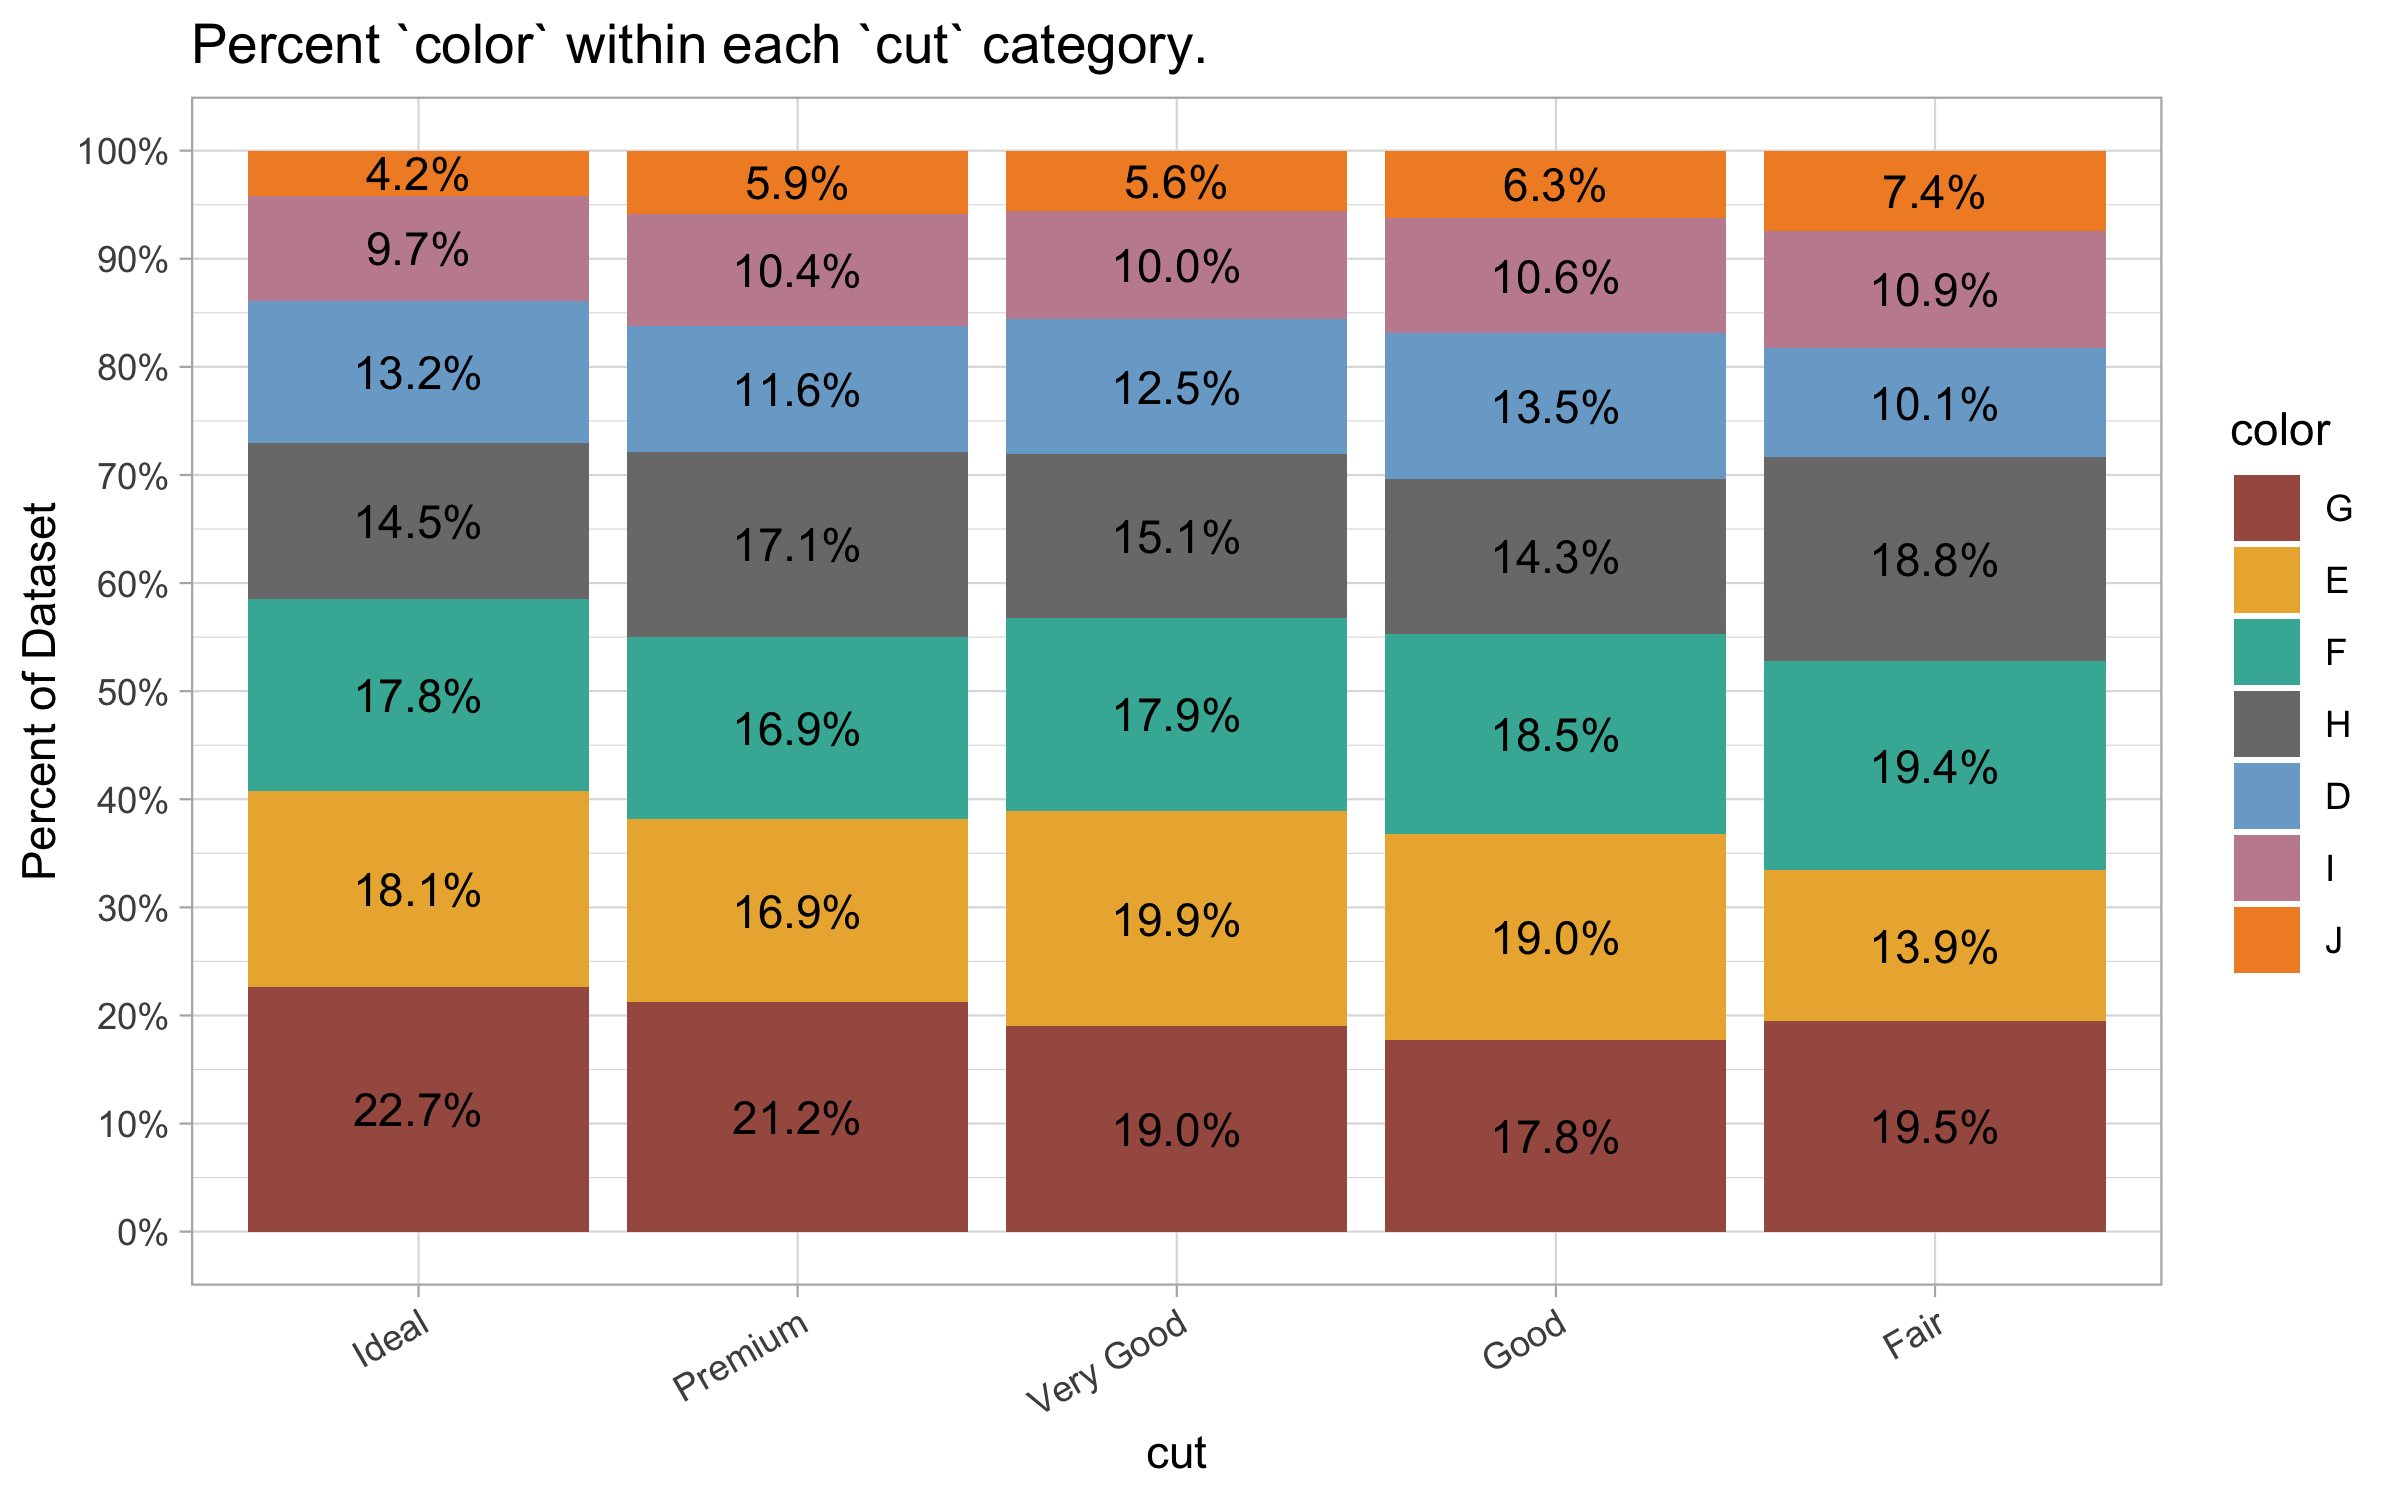 Percent `color` within each `cut` category.
Percent of Dataset
100%
90%
80%
70%
60%
50%
40%
30%
20%
10%
0%
4.2% 5.9% 5.6% 6.3% 7.4%
9.7% 10.4% 10.0% 10.6% 10.9%
13.2% 11.6% 12.5% 13.5% 10.1%
14.5% 17.1% 15.1% 14.3% 18.8%
17.8% 16.9% 17.9% 18.5% 19.4%
18.1% 16.9% 19.9% 19.0% 13.9%
22.7% 21.2% 19.0% 17.8% 19.5%
Ideal Premium Very Good Good Fair
cut
color
G
E
F
H
D
I
J